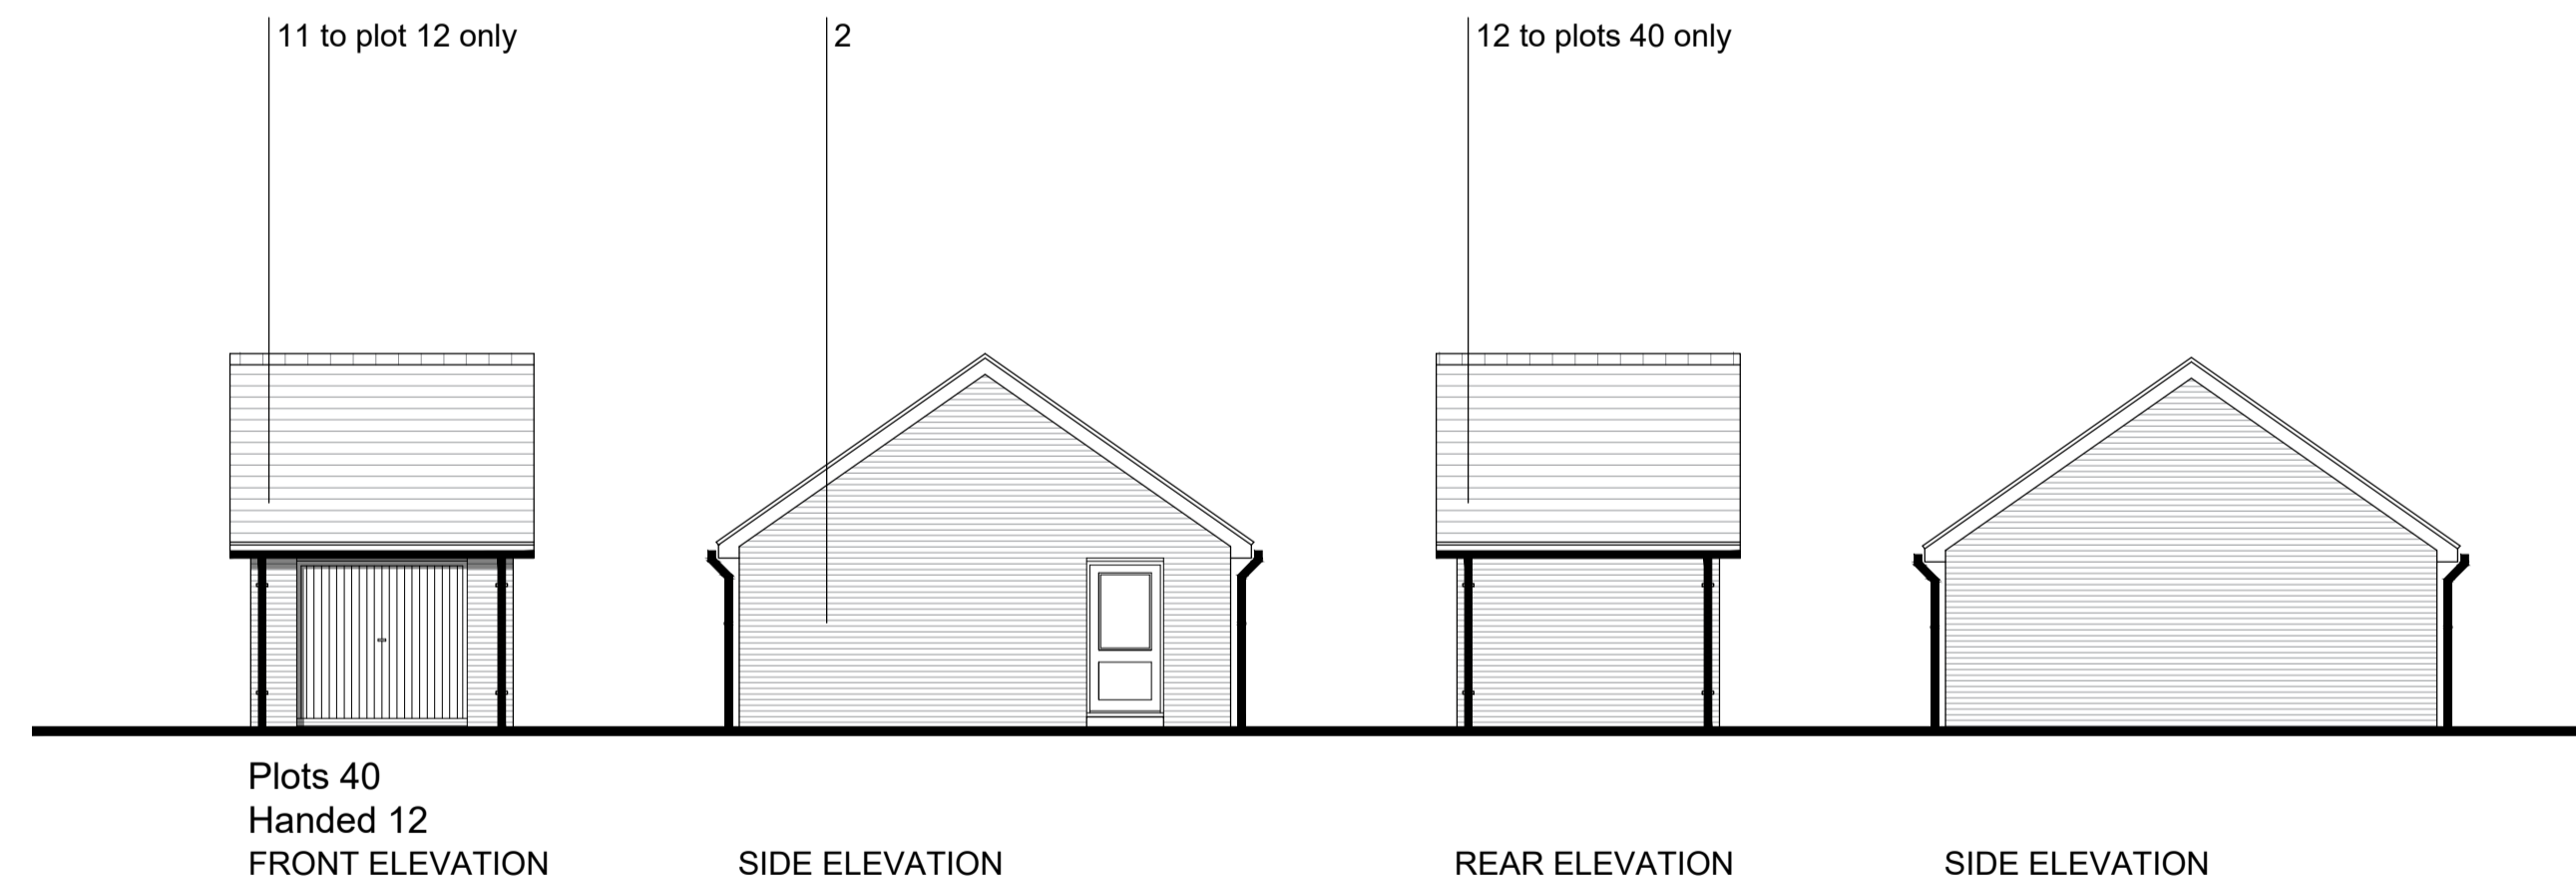 11 to plot 12 only
2
12 to plots 40 only
Plots 40
Handed 12
FRONT ELEVATION
SIDE ELEVATION
REAR ELEVATION
SIDE ELEVATION